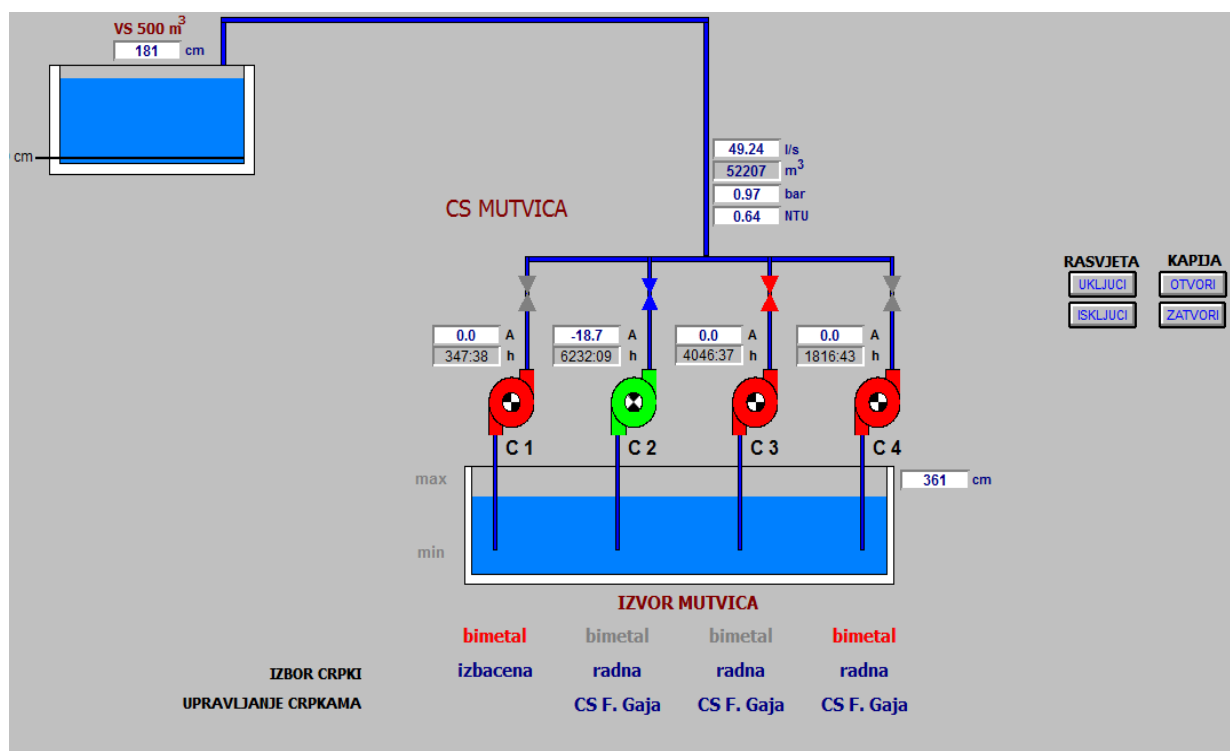 VS 500 m3
181 cm
cm
49.24 l/s
52207 m3
0.97 bar
0.64 NTU
CS MUTVICA
RASVJETA KAPIJA
UKLJUCI OTVORI
ISKLJUCI ZATVORI
0.0 A -18.7 A 0.0 A 0.0 A
347:38 h 6232:09 h 4046:37 h 1816:43 h
C 1 C 2 C 3 C 4
max 361 cm
min
IZVOR MUTVICA
bimetal bimetal bimetal bimetal
IZBOR CRPKI izbacena radna radna radna
UPRAVLJANJE CRPKAMA CS F. Gaja CS F. Gaja CS F. Gaja